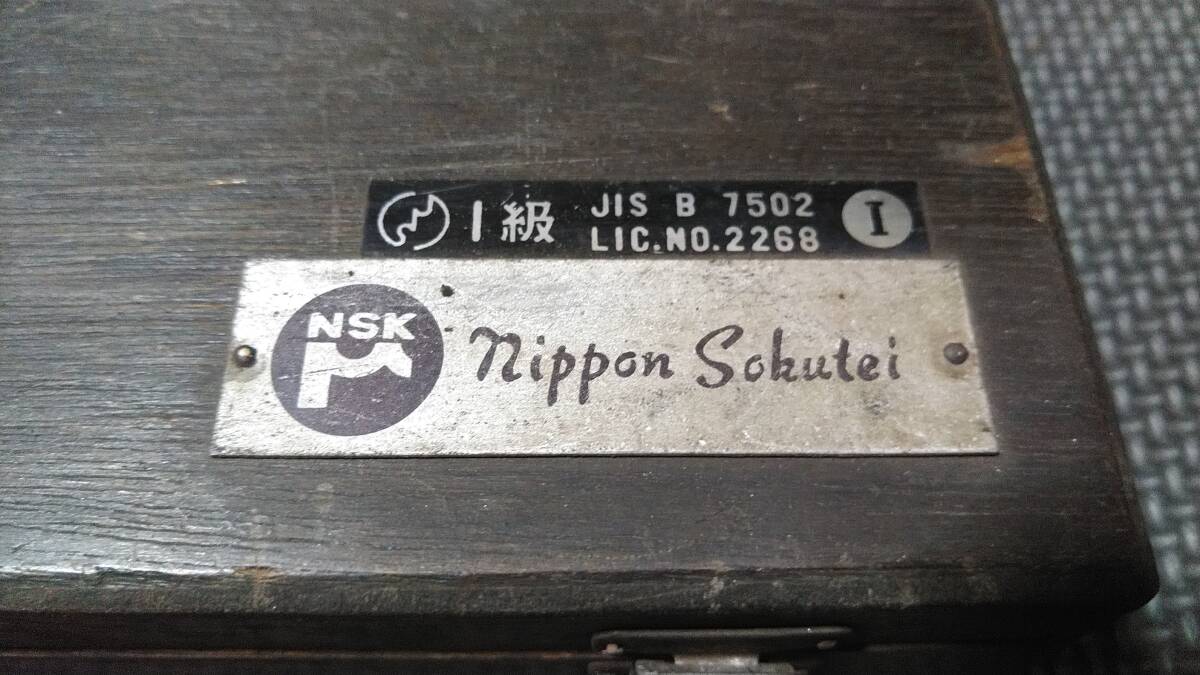 1級
JIS B 7502
LIC.NO.2268
I
NSK
μ
Nippon Sokutei